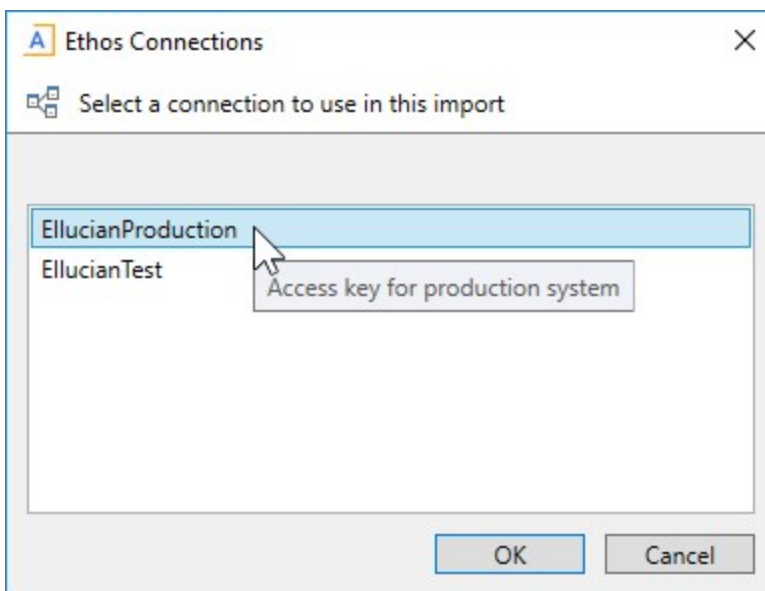 A Ethos Connections
Select a connection to use in this import
EllucianProduction
EllucianTest
Access key for production system
OK Cancel